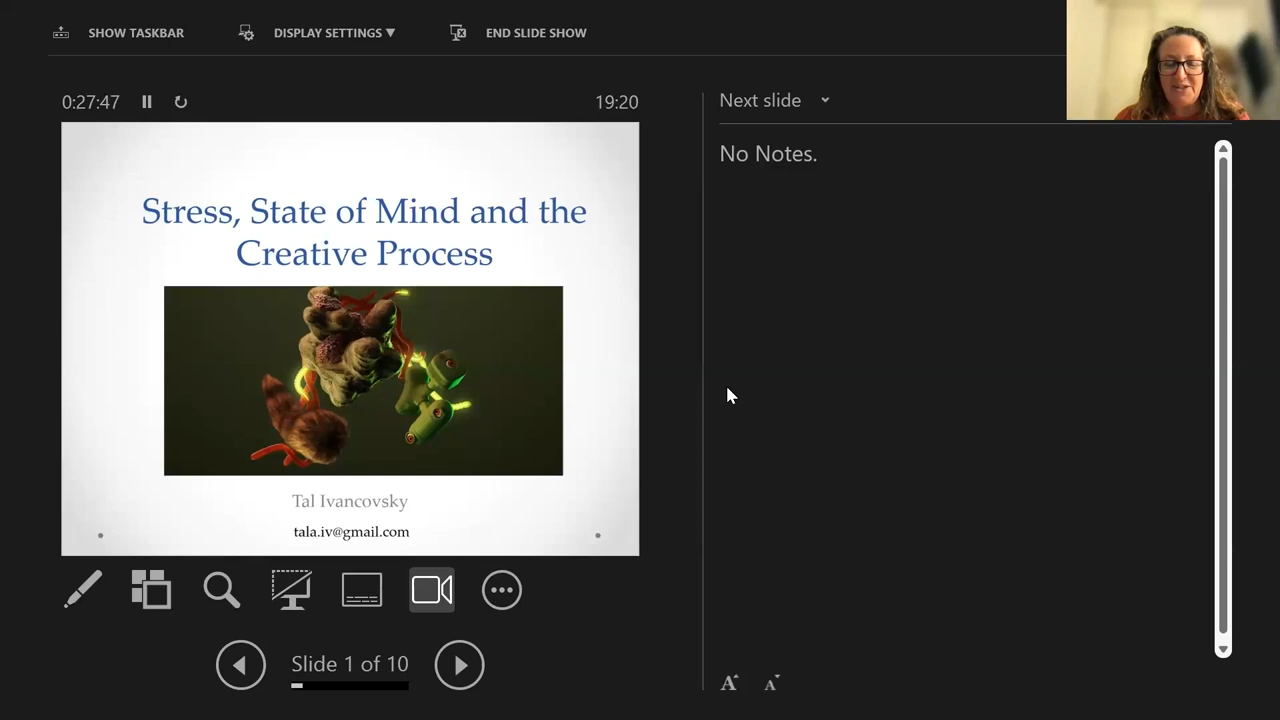 SHOW TASKBAR
DISPLAY SETTINGS ▼
END SLIDE SHOW
0:27:47
19:20
Stress, State of Mind and the
Creative Process
Tal Ivancovsky
tala.iv@gmail.com
Slide 1 of 10
Next slide
No Notes.
A A